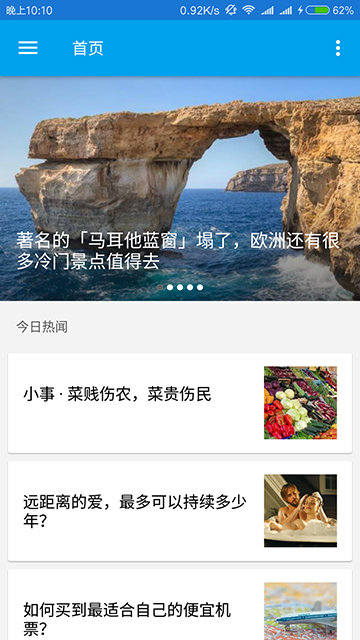 晚上10:10 0.92K/s 62%
首页
著名的「马耳他蓝窗」塌了，欧洲还有很
多冷门景点值得去
今日热闻
小事 · 菜贱伤农，菜贵伤民
远距离的爱，最多可以持续多少
年？
如何买到最适合自己的便宜机
票？